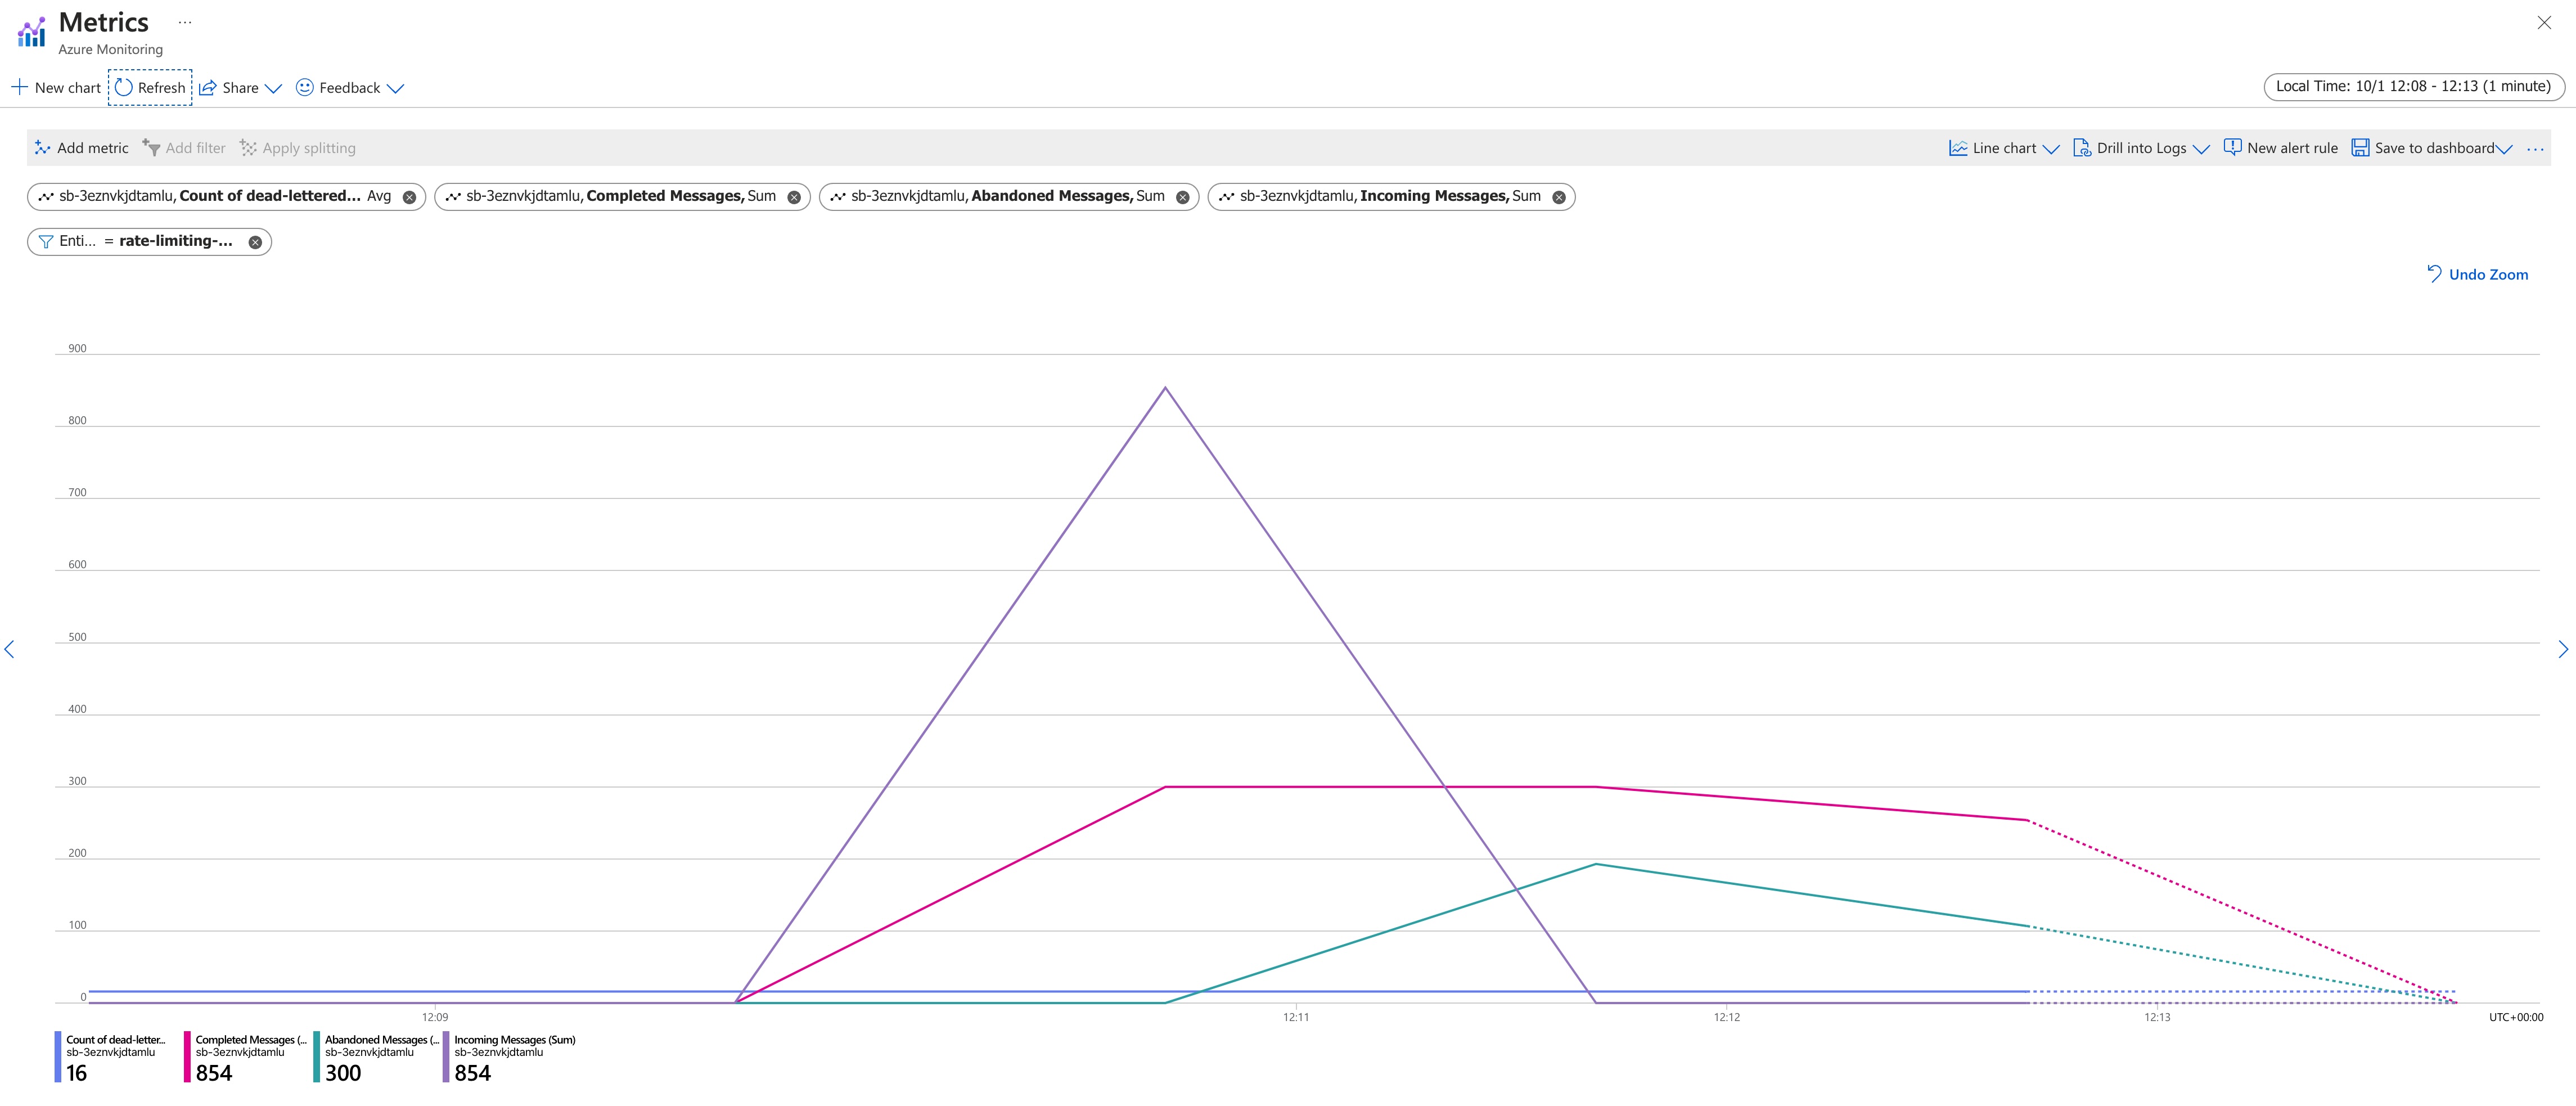 Metrics ...
Azure Monitoring
New chart Refresh Share Feedback Local Time: 10/1 12:08 - 12:13 (1 minute)
Add metric Add filter Apply splitting Line chart Drill into Logs New alert rule Save to dashboard ...
sb-3eznvkjdtamlu, Count of dead-lettered... Avg sb-3eznvkjdtamlu, Completed Messages, Sum sb-3eznvkjdtamlu, Abandoned Messages, Sum sb-3eznvkjdtamlu, Incoming Messages, Sum
Enti... = rate-limiting-...
Undo Zoom
900
800
700
600
500
400
300
200
100
0
12:09 12:11 12:12 12:13 UTC+00:00
Count of dead-letter... Completed Messages (... Abandoned Messages (... Incoming Messages (Sum)
sb-3eznvkjdtamlu sb-3eznvkjdtamlu sb-3eznvkjdtamlu sb-3eznvkjdtamlu
16 854 300 854